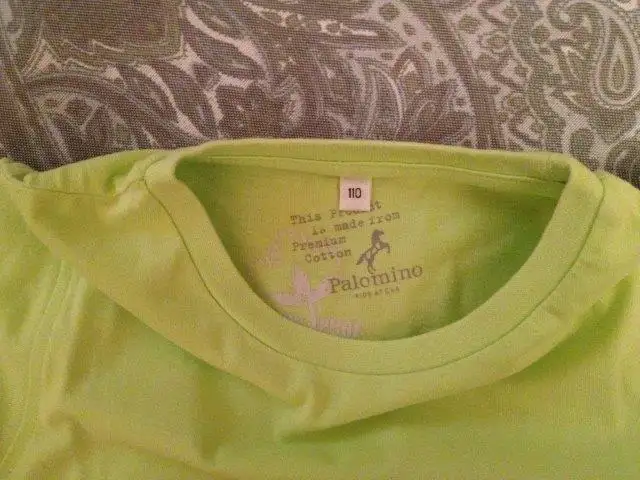 110
This Product
is made from
Premium
Cotton
Palomino